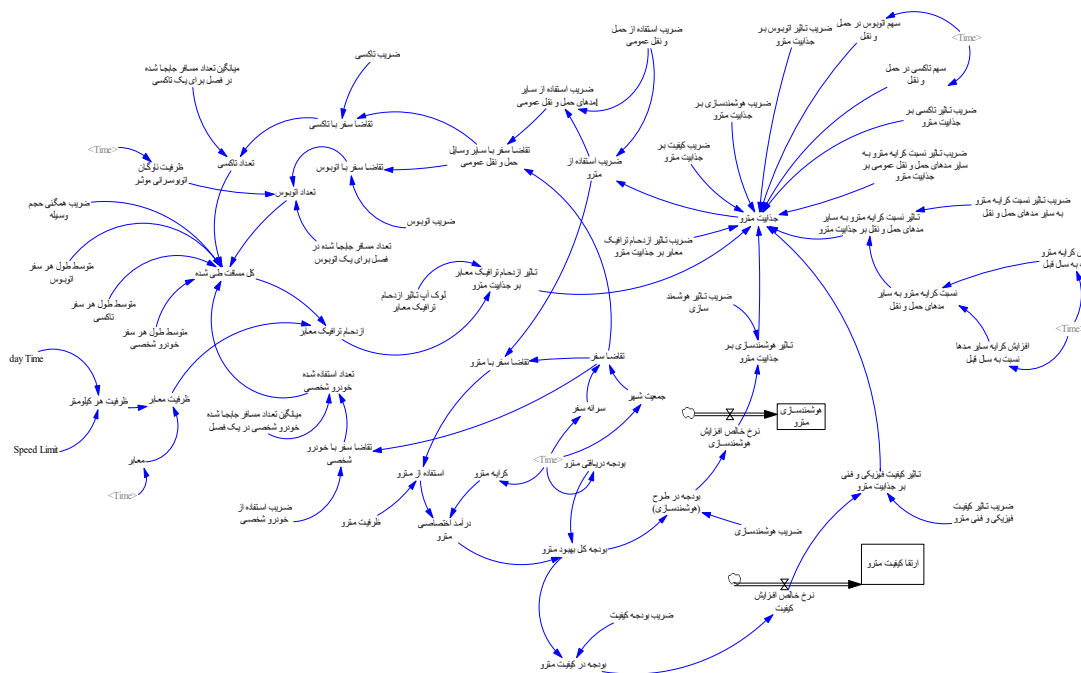 سهم اتوبوس در حمل
و نقل
ضریب تاثیر اتوبوس بر
جذابیت مترو
<Time>
ضریب استفاده از حمل
و نقل عمومی
ضریب تاکسی
میانگین تعداد مسافر جابجا شده
در فصل برای یک تاکسی
سهم تاکسی در حمل
و نقل
ضریب استفاده از سایر
مدهای حمل و نقل عمومی
ضریب هوشمندسازی بر
جذابیت مترو
ضریب تاثیر تاکسی بر
جذابیت مترو
تقاضا سفر با تاکسی
<Time>
ضریب کیفیت بر
جذابیت مترو
تقاضا سفر با سایر وسایل
حمل و نقل عمومی
ضریب تاثیر نسبت کرایه مترو به
سایر مدهای حمل و نقل عمومی بر
جذابیت مترو
تعداد تاکسی
ظرفیت ناوگان
اتوبوسرانی موثر
تقاضا سفر با اتوبوس
ضریب استفاده از
مترو
تعداد اتوبوس
ضریب تاثیر نسبت کرایه مترو
به سایر مدهای حمل و نقل
ضریب همگنی حجم
وسیله
ضریب اتوبوس
جذابیت مترو
تاثیر نسبت کرایه مترو به سایر
مدهای حمل و نقل بر جذابیت مترو
تعداد مسافر جابجا شده در
فصل برای یک اتوبوس
ضریب تاثیر ازدحام ترافیک
معابر بر جذابیت مترو
متوسط طول هر سفر
اتوبوس
کل مسافت طی شده
تاثیر ازدحام ترافیک معابر
بر جذابیت مترو
کرایه مترو
به سال قبل
نسبت کرایه مترو به سایر
مدهای حمل و نقل
لوک آپ تاثیر ازدحام
ترافیک معابر
ضریب تاثیر هوشمند
سازی
متوسط طول هر سفر
تاکسی
متوسط طول هر سفر
خودرو شخصی
ازدحام ترافیک معابر
<Time>
افزایش کرایه سایر مدها
نسبت به سال قبل
تاثیر هوشمندسازی بر
جذابیت مترو
day Time
تقاضا سفر با مترو
تقاضا سفر
تعداد استفاده شده
خودرو شخصی
ظرفیت هر کیلومتر
ظرفیت معابر
جمعیت شهر
سرانه سفر
میانگین تعداد مسافر جابجا شده
خودرو شخصی در یک فصل
هوشمندسازی
مترو
نرخ خالص افزایش
هوشمندسازی
Speed Limit
تقاضا سفر با خودرو
شخصی
معابر
<Time>
بودجه دریافتی مترو
استفاده از مترو
کرایه مترو
تاثیر کیفیت فیزیکی و فنی
بر جذابیت مترو
<Time>
بودجه در طرح
(هوشمندسازی)
ضریب استفاده از
خودرو شخصی
ظرفیت مترو
درآمد اختصاصی
مترو
ضریب هوشمندسازی
ضریب تاثیر کیفیت
فیزیکی و فنی مترو
بودجه کل بهبود مترو
ارتقا کیفیت مترو
نرخ خالص افزایش
کیفیت
ضریب بودجه کیفیت
بودجه در کیفیت مترو